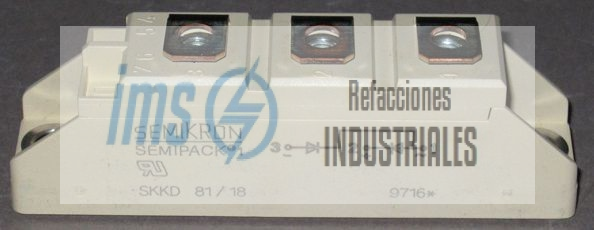 ims
Refacciones
INDUSTRIALES
SEMIKRON
SEMIPACK® 1
SKKD 81/18
9716*